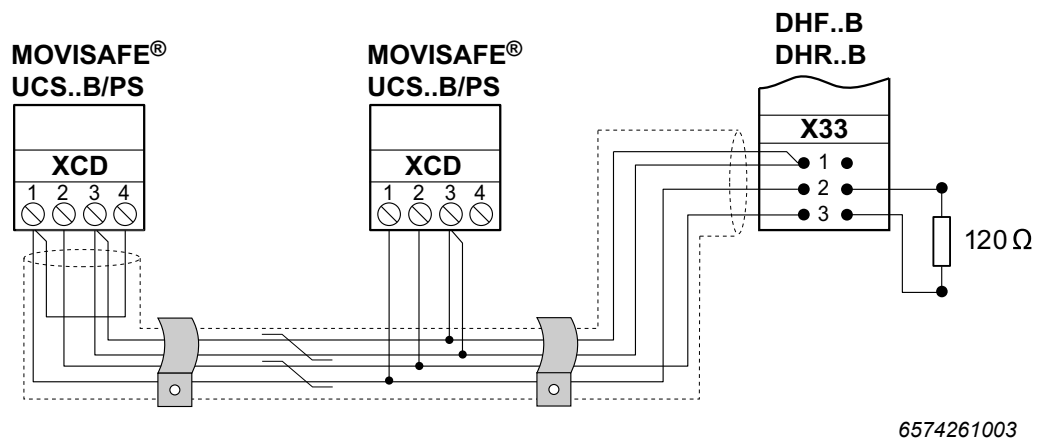 DHF..B
DHR..B
MOVISAFE®
UCS..B/PS
MOVISAFE®
UCS..B/PS
X33
XCD
1 2 3 4
XCD
1 2 3 4
1
2
3
120 Ω
6574261003